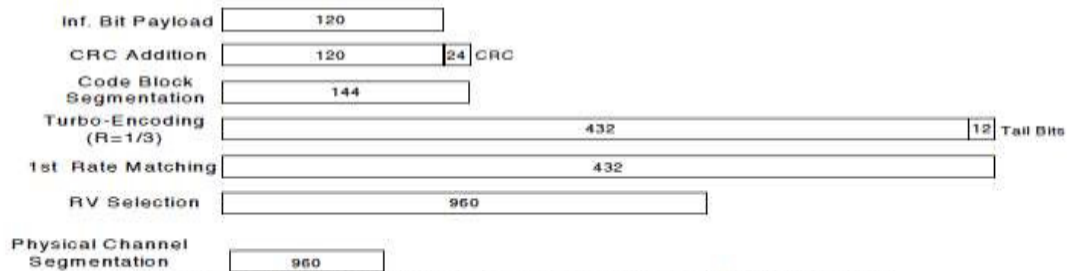 Inf. Bit Payload 120
CRC Addition 120 24 CRC
Code Block
Segmentation 144
Turbo-Encoding
(R=1/3) 432 12 Tail Bits
1st Rate Matching 432
RV Selection 960
Physical Channel
Segmentation 960